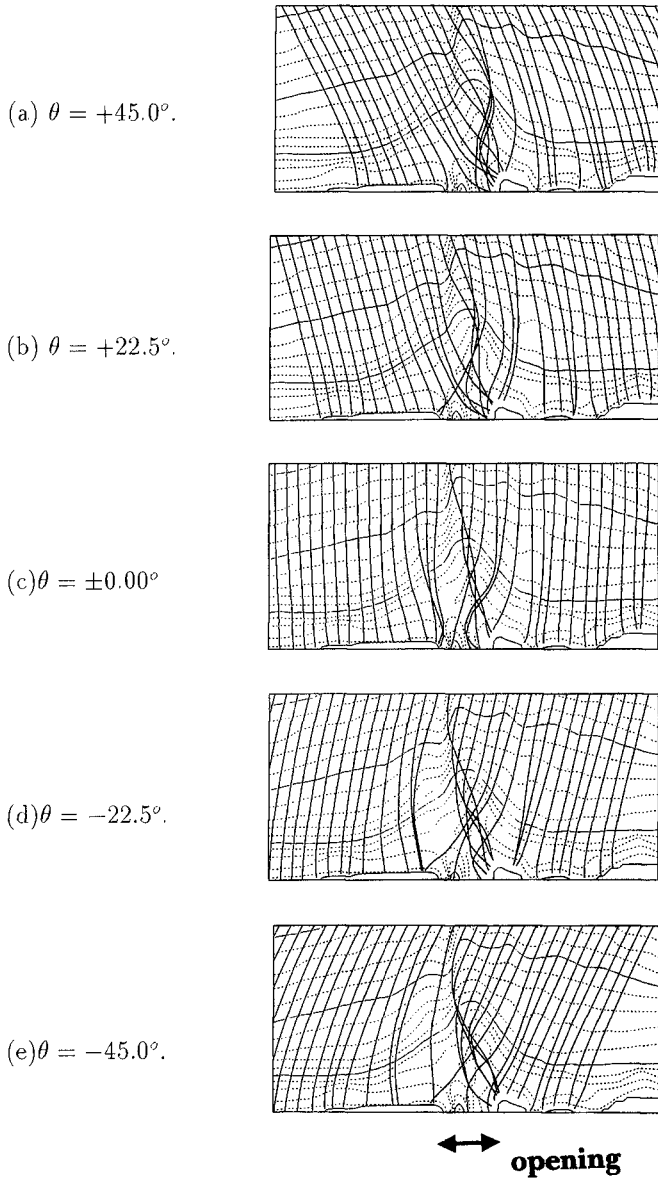 (a) θ = +45.0°.
(b) θ = +22.5°.
(c)θ = ±0.00°
(d)θ = −22.5°.
(e)θ = −45.0°.
opening